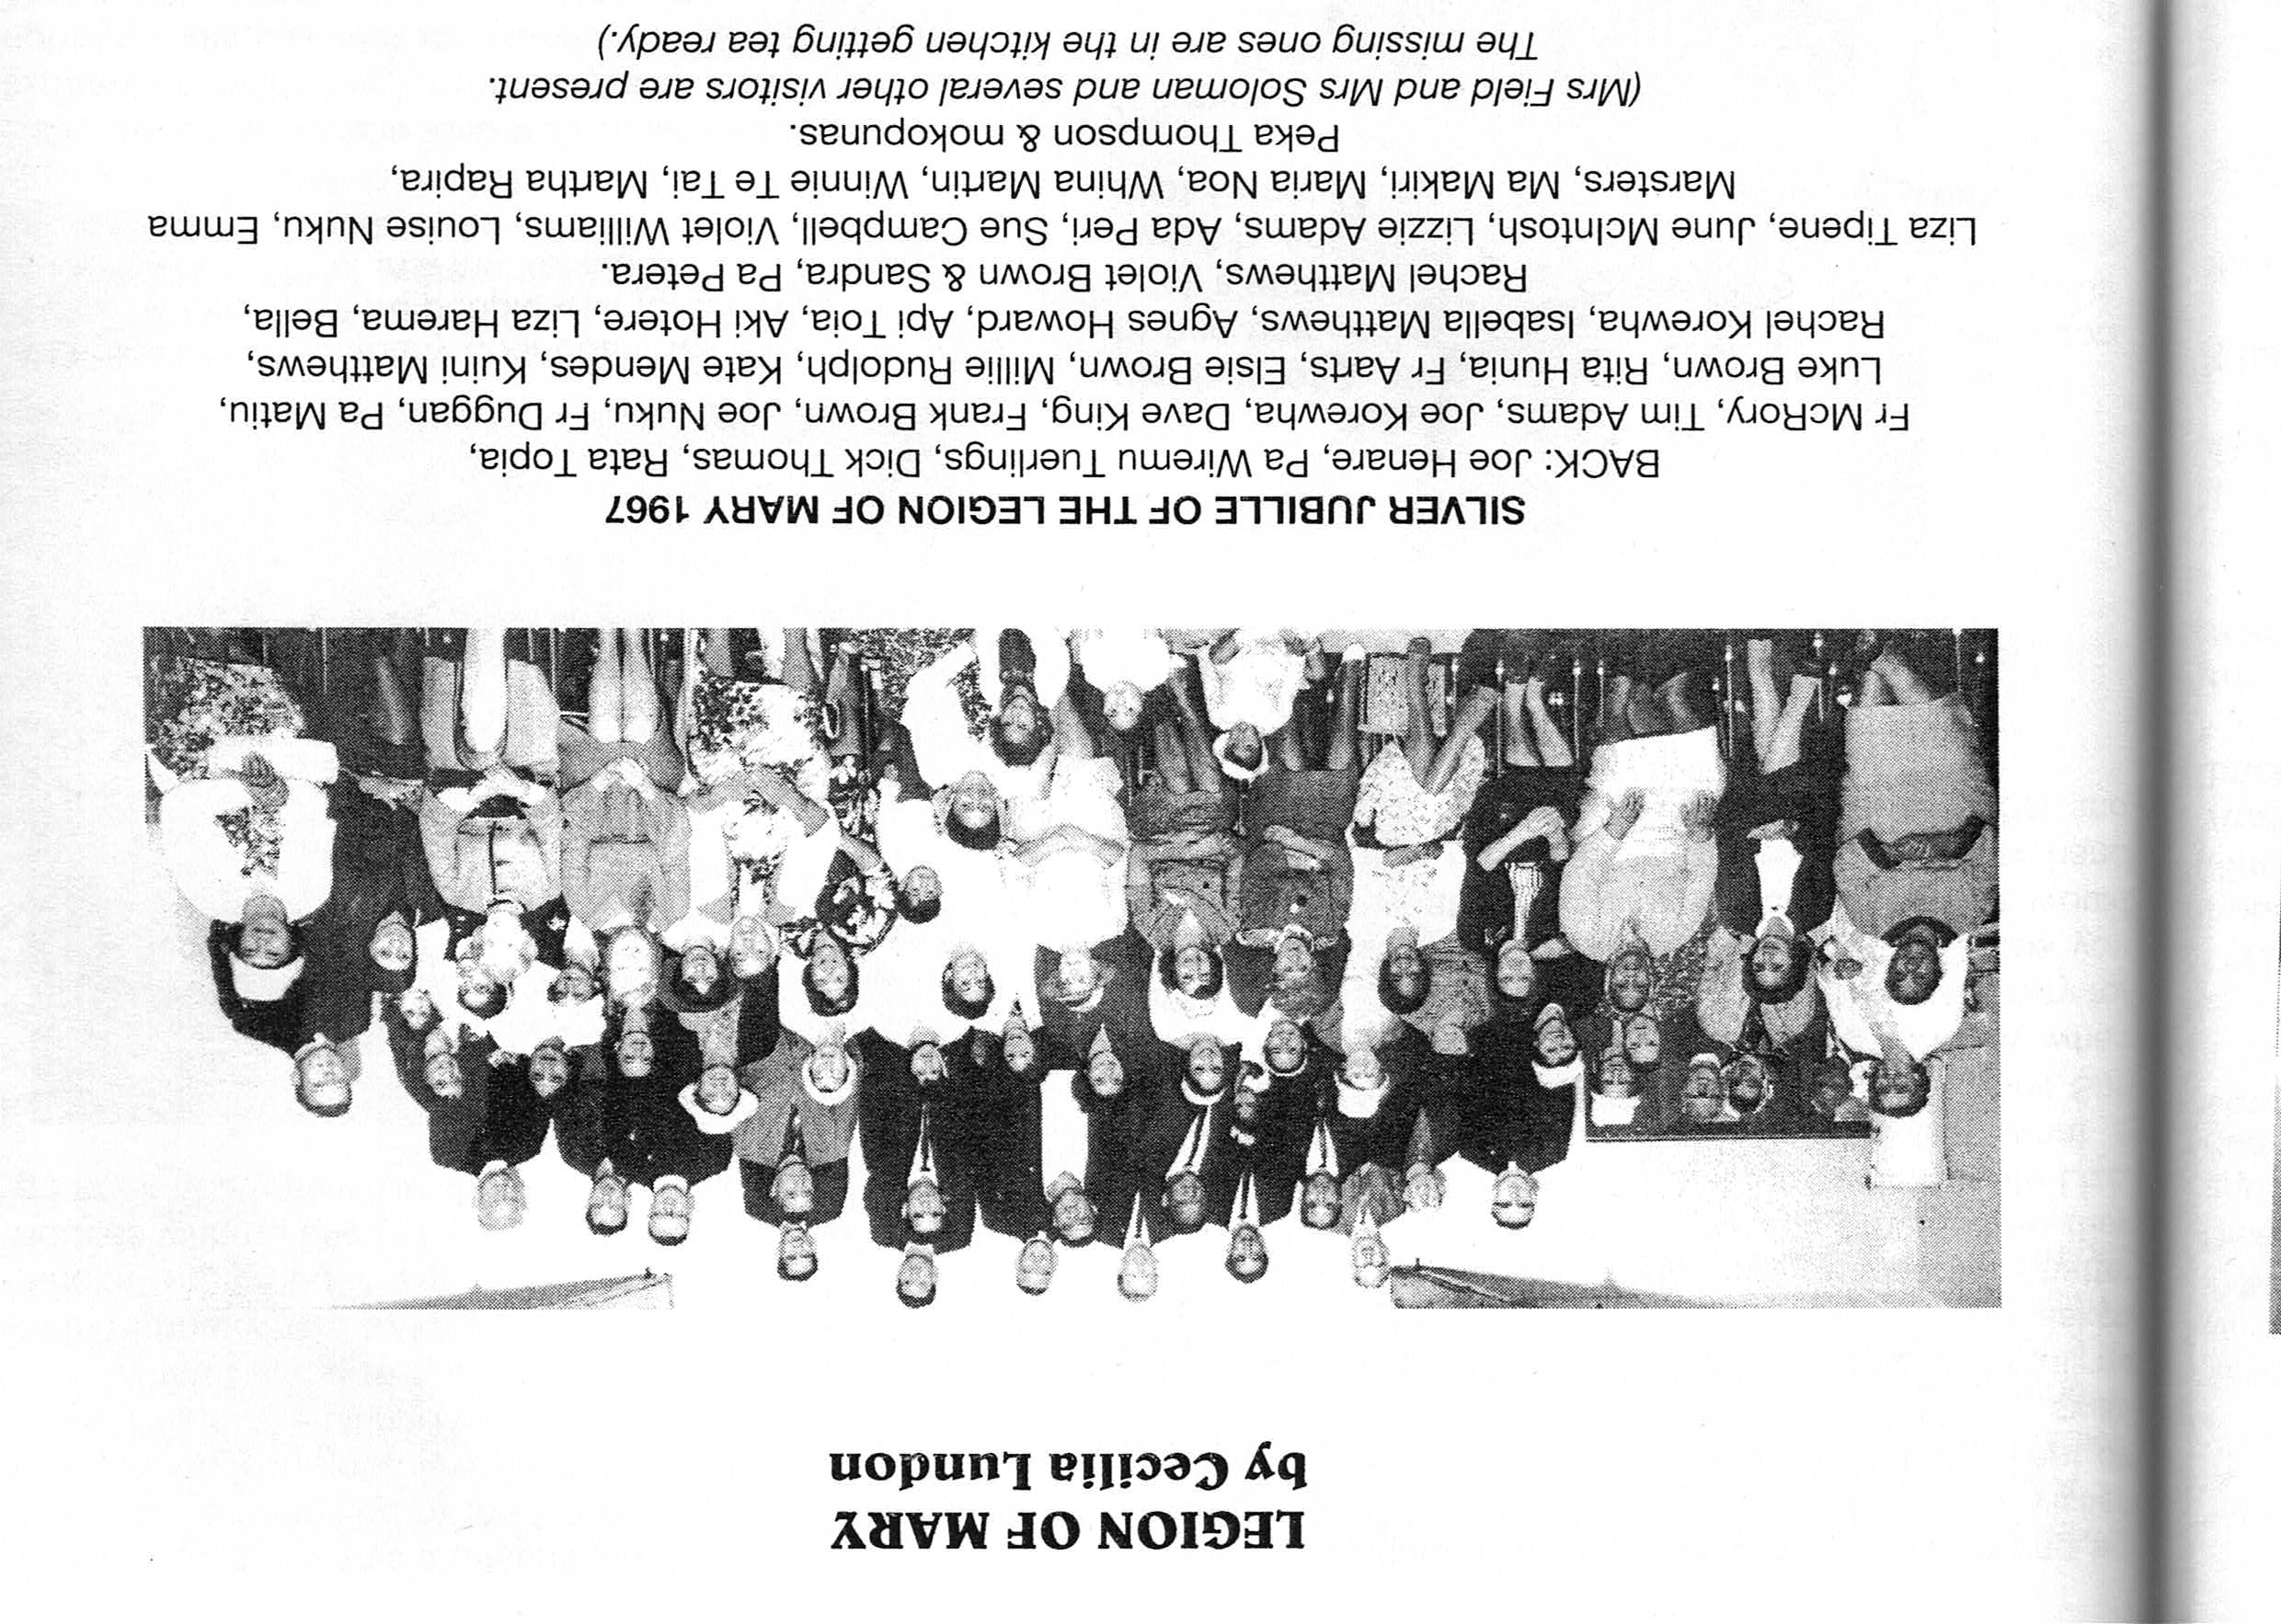 LEGION OF MARY
by Cecilia Lundon
SILVER JUBILLE OF THE LEGION OF MARY 1967
BACK: Joe Henare, Pa Wiremu Tuerlings, Dick Thomas, Rata Topia,
Fr McRory, Tim Adams, Joe Korewha, Dave King, Frank Brown, Joe Nuku, Fr Duggan, Pa Matiu,
Luke Brown, Rita Hunia, Fr Aarts, Elsie Brown, Millie Rudolph, Kate Mendes, Kuini Matthews,
Rachel Korewha, Isabella Matthews, Agnes Howard, Api Toia, Aki Hotere, Liza Harema, Bella,
Rachel Matthews, Violet Brown & Sandra, Pa Petera.
Liza Tipene, June McIntosh, Lizzie Adams, Ada Peri, Sue Campbell, Violet Williams, Louise Nuku, Emma
Marsters, Ma Makiri, Maria Noa, Whina Martin, Winnie Te Tai, Martha Rapira,
Peka Thompson & mokopunas.
(Mrs Field and Mrs Soloman and several other visitors are present.
The missing ones are in the kitchen getting tea ready.)